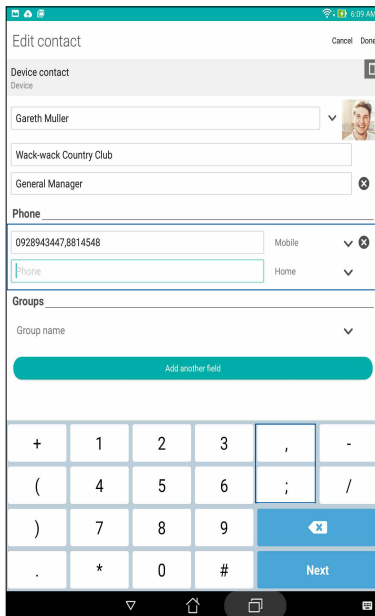 6:09 AM
Edit contact
Cancel Done
Device contact
Device
Gareth Muller
Wack-wack Country Club
General Manager
Phone
0928943447,8814548 Mobile
Phone Home
Groups
Group name
Add another field
+ 1 2 3 , -
( 4 5 6 ; /
) 7 8 9
. * 0 # Next